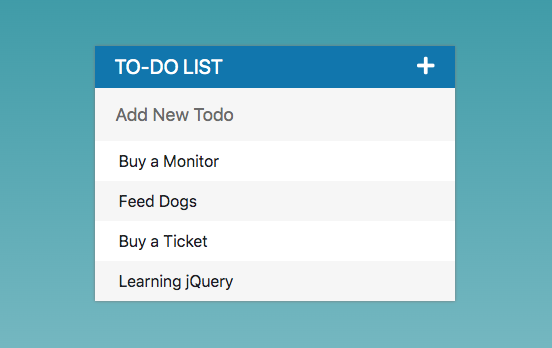 TO-DO LIST
Add New Todo
Buy a Monitor
Feed Dogs
Buy a Ticket
Learning jQuery